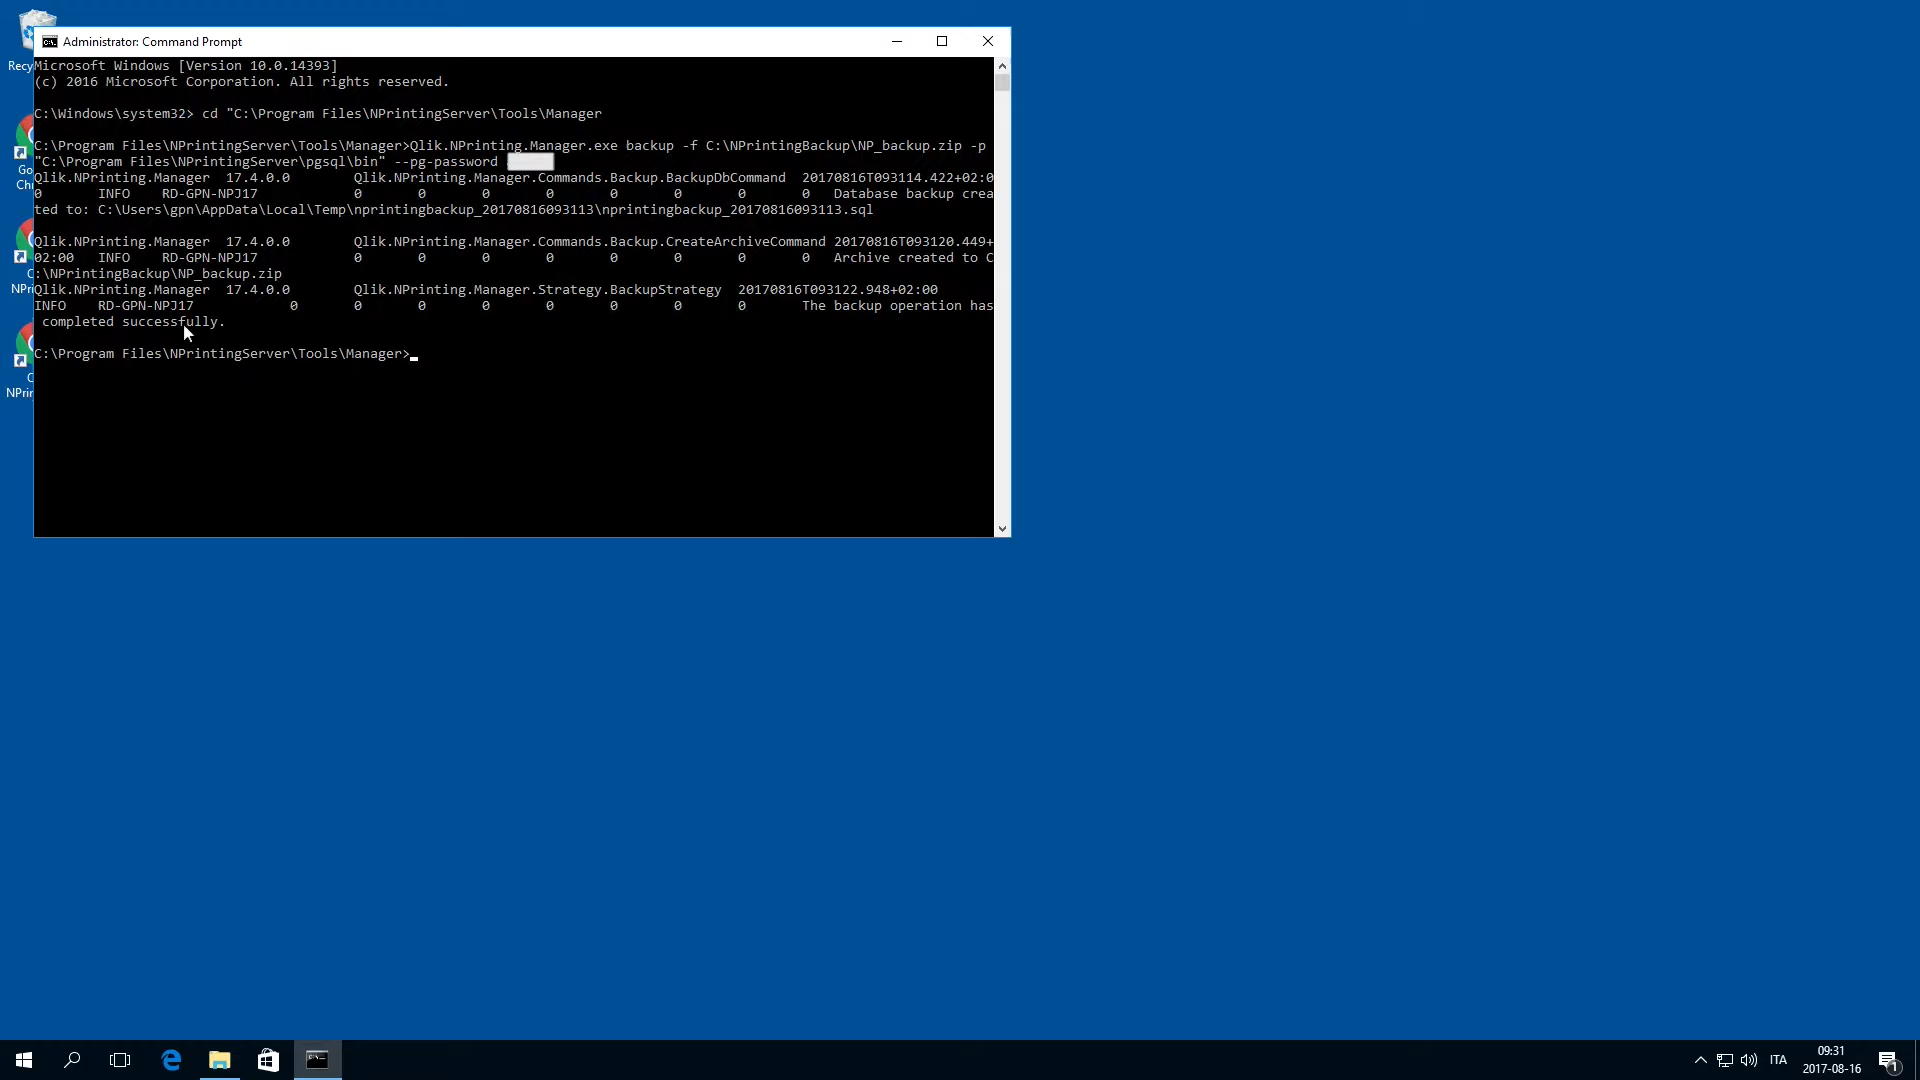 Administrator: Command Prompt
Microsoft Windows [Version 10.0.14393]
(c) 2016 Microsoft Corporation. All rights reserved.
C:\Windows\system32> cd "C:\Program Files\NPrintingServer\Tools\Manager
C:\Program Files\NPrintingServer\Tools\Manager>Qlik.NPrinting.Manager.exe backup -f C:\NPrintingBackup\NP_backup.zip -p
"C:\Program Files\NPrintingServer\pgsql\bin" --pg-password
Qlik.NPrinting.Manager 17.4.0.0 Qlik.NPrinting.Manager.Commands.Backup.BackupDbCommand 20170816T093114.422+02:0
0 INFO RD-GPN-NPJ17 0 0 0 0 0 0 0 0 Database backup crea
ted to: C:\Users\gpn\AppData\Local\Temp\nprintingbackup_20170816093113\nprintingbackup_20170816093113.sql
Qlik.NPrinting.Manager 17.4.0.0 Qlik.NPrinting.Manager.Commands.Backup.CreateArchiveCommand 20170816T093120.449+
02:00 INFO RD-GPN-NPJ17 0 0 0 0 0 0 0 0 Archive created to C
:\NPrintingBackup\NP_backup.zip
Qlik.NPrinting.Manager 17.4.0.0 Qlik.NPrinting.Manager.Strategy.BackupStrategy 20170816T093122.948+02:00
INFO RD-GPN-NPJ17 0 0 0 0 0 0 0 0 The backup operation has
completed successfully.
C:\Program Files\NPrintingServer\Tools\Manager>
Recy
Go
Ch
NPri
NPrin
ITA
09:31
2017-08-16
1